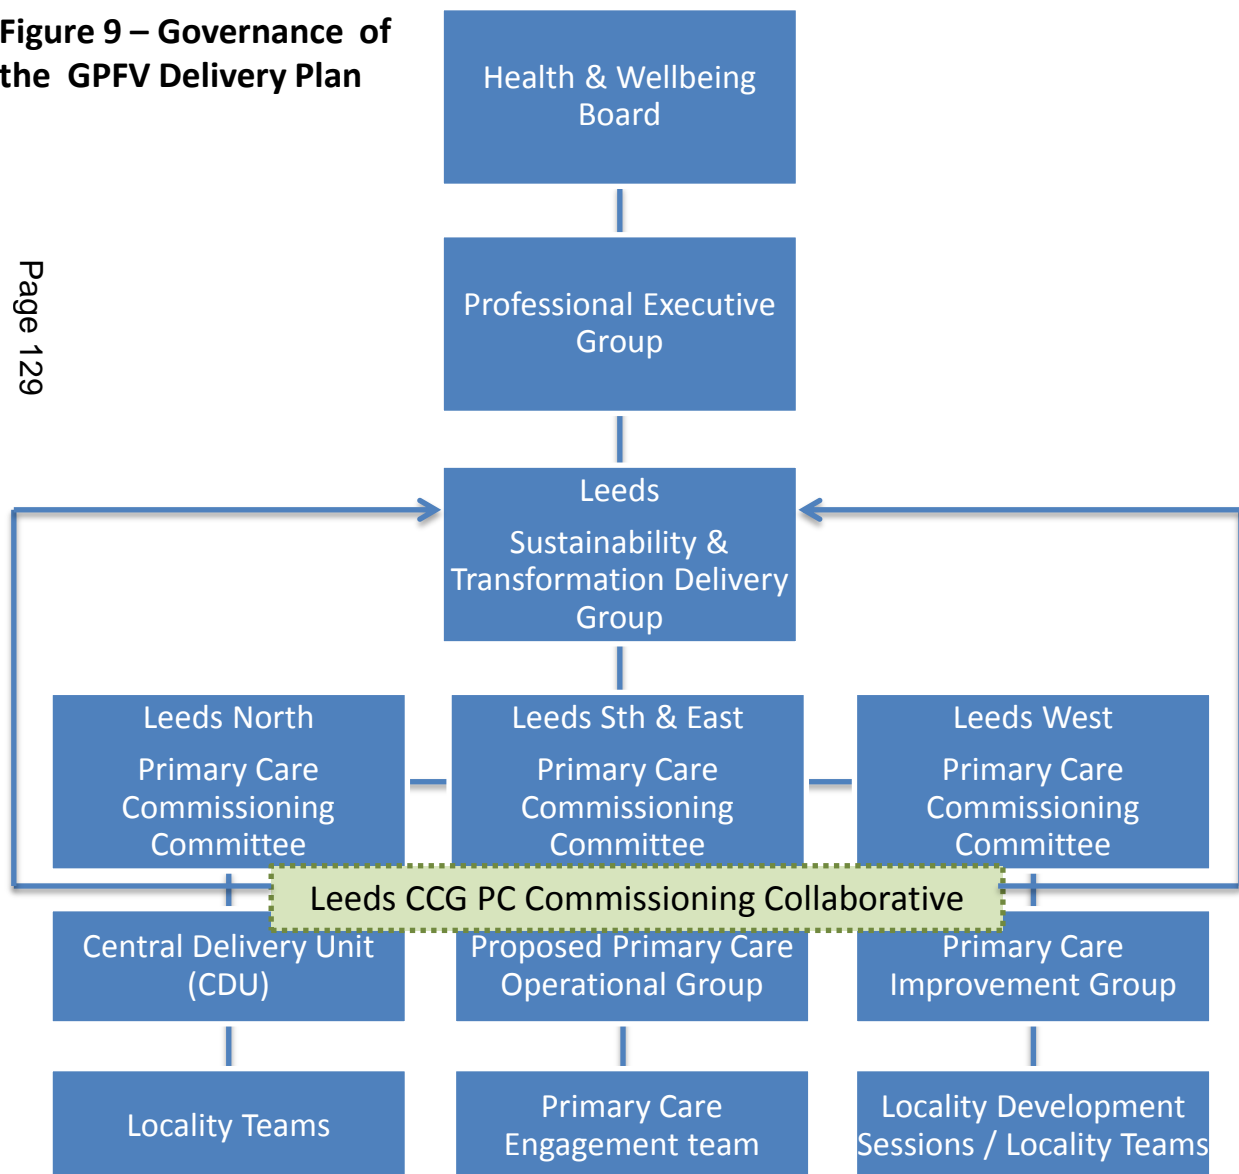 Figure 9 – Governance of
the GPFV Delivery Plan
Page 129
Health & Wellbeing
Board
Professional Executive
Group
Leeds
Sustainability &
Transformation Delivery
Group
Leeds North
Primary Care
Commissioning
Committee
Leeds Sth & East
Primary Care
Commissioning
Committee
Leeds West
Primary Care
Commissioning
Committee
Leeds CCG PC Commissioning Collaborative
Central Delivery Unit
(CDU)
Proposed Primary Care
Operational Group
Primary Care
Improvement Group
Locality Teams
Primary Care
Engagement team
Locality Development
Sessions / Locality Teams